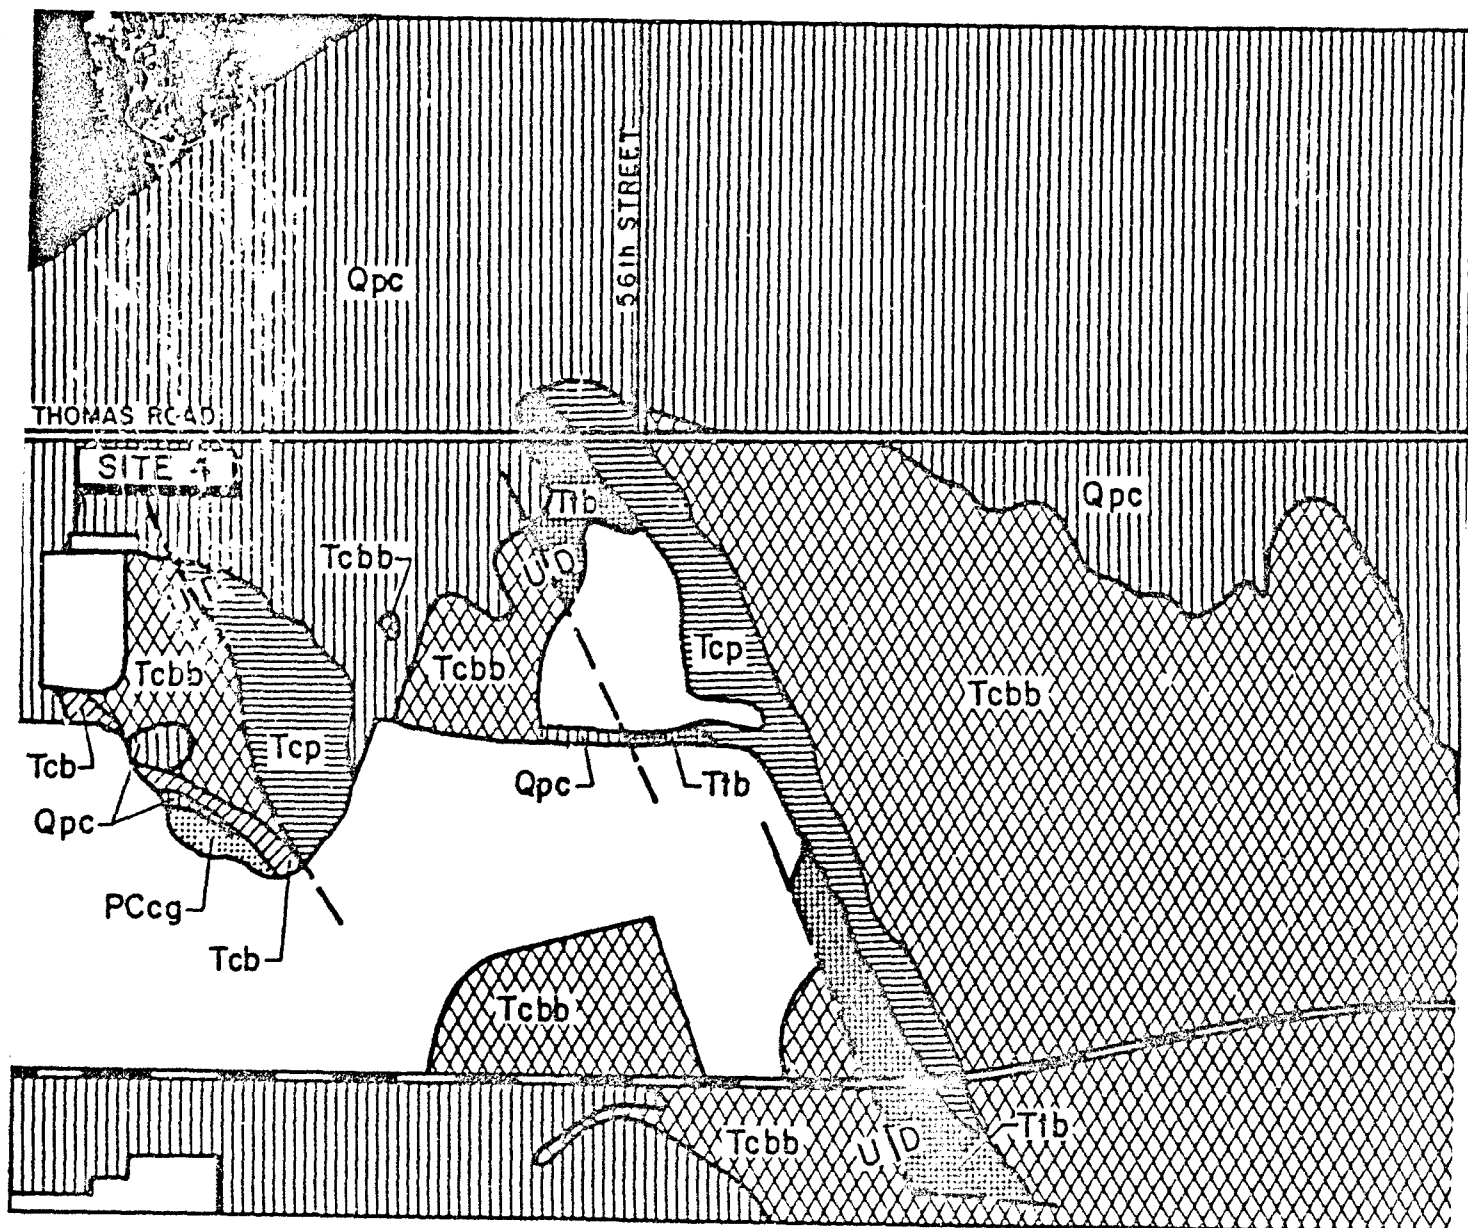 56th STREET
Qpc
THOMAS ROAD
SITE 4
Qpc
Ttb
Tcbb
U D
Tcbb
Tcbb
Tcp
Tcbb
Tcp
Tcb
Qpc
Ttb
Qpc
PCcg
Tcb
Tcbb
Tcbb
U D
Ttb